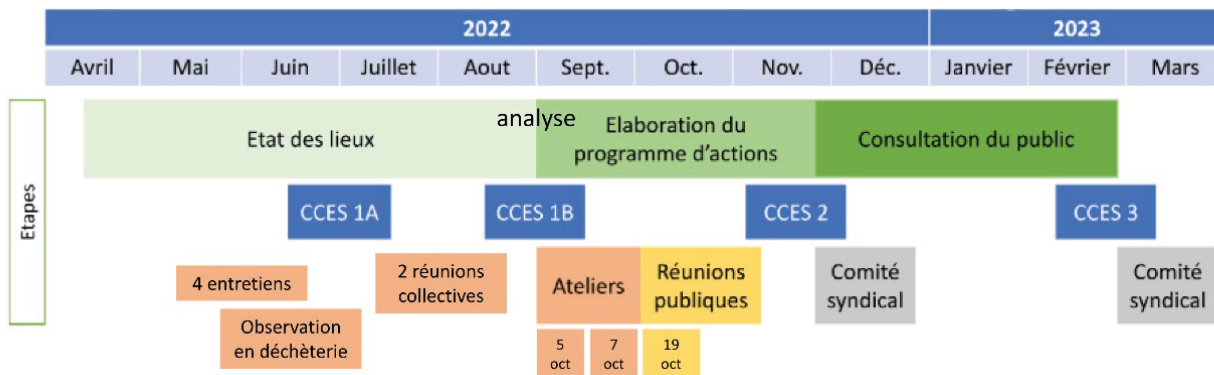 2022 2023
Avril Mai Juin Juillet Aout Sept. Oct. Nov. Déc. Janvier Février Mars
Etapes
Etat des lieux
analyse
Elaboration du
programme d'actions
Consultation du public
CCES 1A CCES 1B CCES 2 CCES 3
4 entretiens
Observation
en déchèterie
2 réunions
collectives
Ateliers
Réunions
publiques
Comité
syndical
Comité
syndical
5
oct
7
oct
19
oct